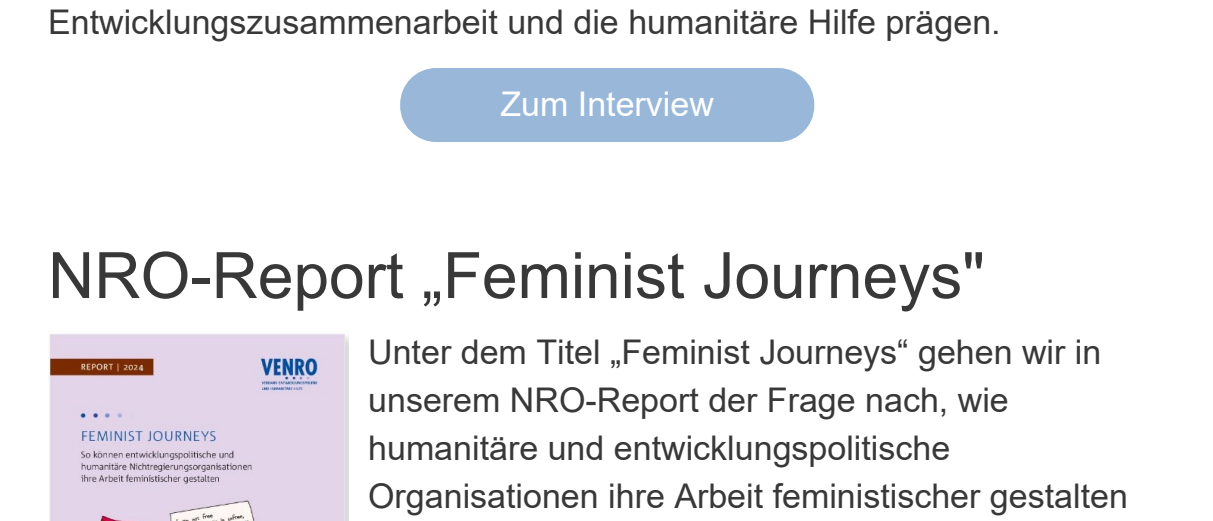 Entwicklungszusammenarbeit und die humanitäre Hilfe prägen.
Zum Interview
NRO-Report „Feminist Journeys"
Unter dem Titel „Feminist Journeys“ gehen wir in
unserem NRO-Report der Frage nach, wie
humanitäre und entwicklungspolitische
Organisationen ihre Arbeit feministischer gestalten
REPORT | 2024
VENRO
FEMINIST JOURNEYS
So können entwicklungspolitische und
humanitäre Nichtregierungsorganisationen
ihre Arbeit feministischer gestalten